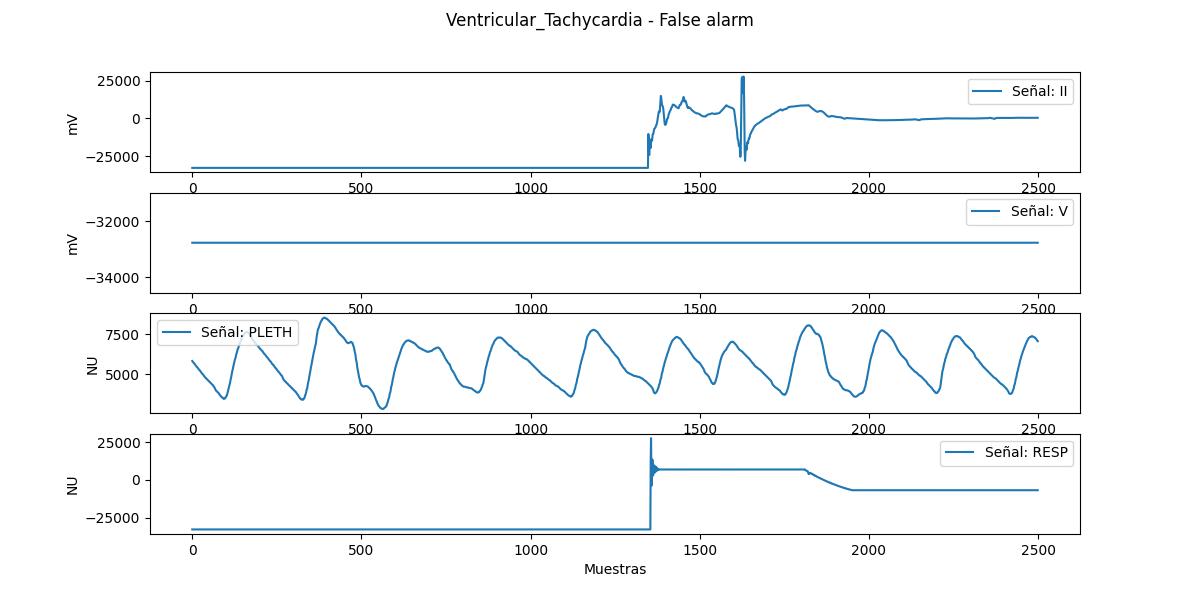 Ventricular_Tachycardia - False alarm
25000
0
−25000
mV
Señal: II
0 500 1000 1500 2000 2500
−32000
−34000
mV
Señal: V
0 500 1000 1500 2000 2500
7500
5000
NU
Señal: PLETH
0 500 1000 1500 2000 2500
25000
0
−25000
NU
Señal: RESP
0 500 1000 1500 2000 2500
Muestras